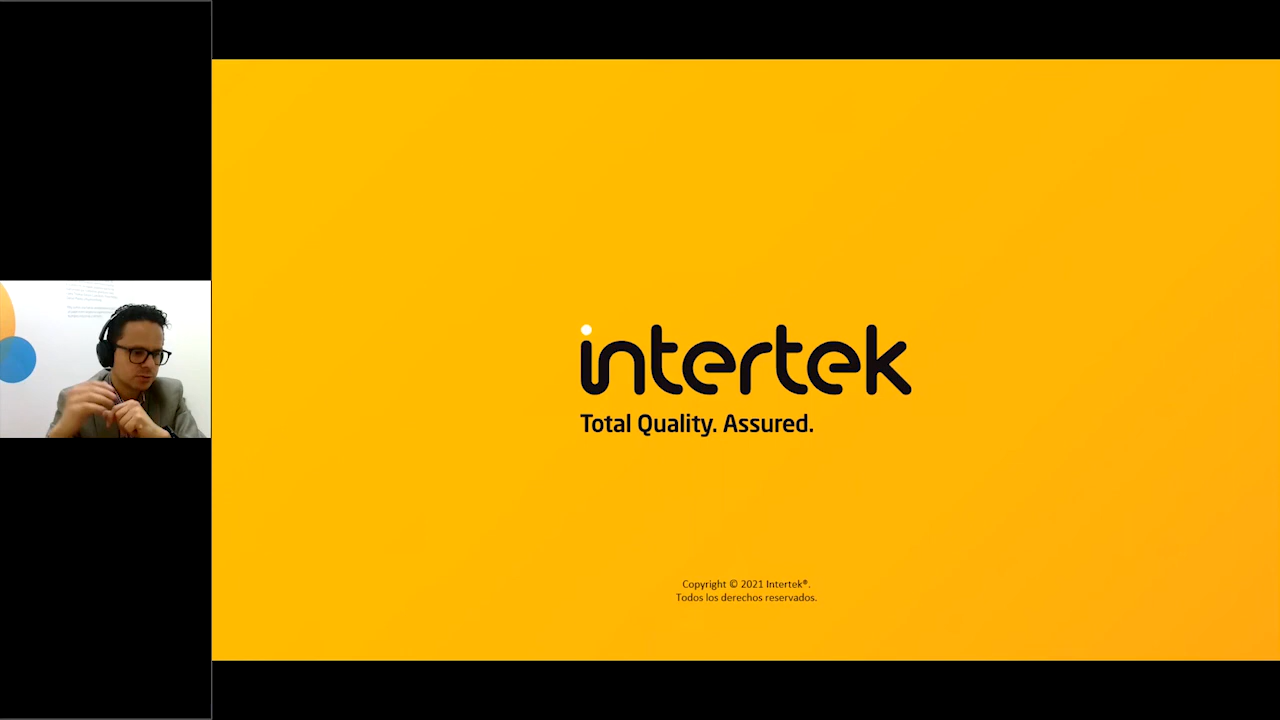 intertek
Total Quality. Assured.
Copyright © 2021 Intertek®.
Todos los derechos reservados.